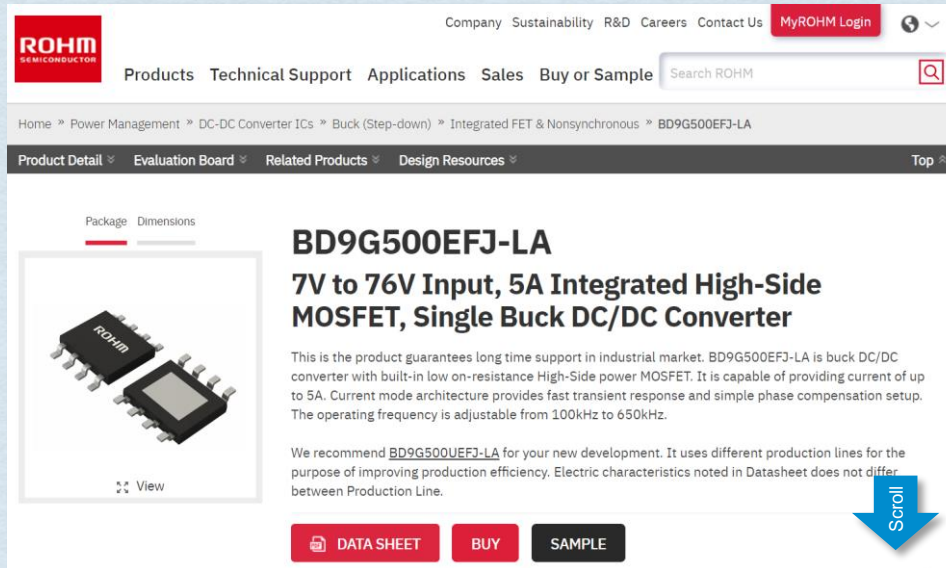 Company Sustainability R&D Careers Contact Us MyROHM Login
ROHM
SEMICONDUCTOR
Products Technical Support Applications Sales Buy or Sample Search ROHM
Home » Power Management » DC-DC Converter ICs » Buck (Step-down) » Integrated FET & Nonsynchronous » BD9G500EFJ-LA
Product Detail Evaluation Board Related Products Design Resources Top
Package Dimensions
BD9G500EFJ-LA
7V to 76V Input, 5A Integrated High-Side
MOSFET, Single Buck DC/DC Converter
ROHM
This is the product guarantees long time support in industrial market. BD9G500EFJ-LA is buck DC/DC
converter with built-in low on-resistance High-Side power MOSFET. It is capable of providing current of up
to 5A. Current mode architecture provides fast transient response and simple phase compensation setup.
The operating frequency is adjustable from 100kHz to 650kHz.
We recommend BD9G500UEFJ-LA for your new development. It uses different production lines for the
purpose of improving production efficiency. Electric characteristics noted in Datasheet does not differ
between Production Line.
View
Scroll
DATA SHEET BUY SAMPLE